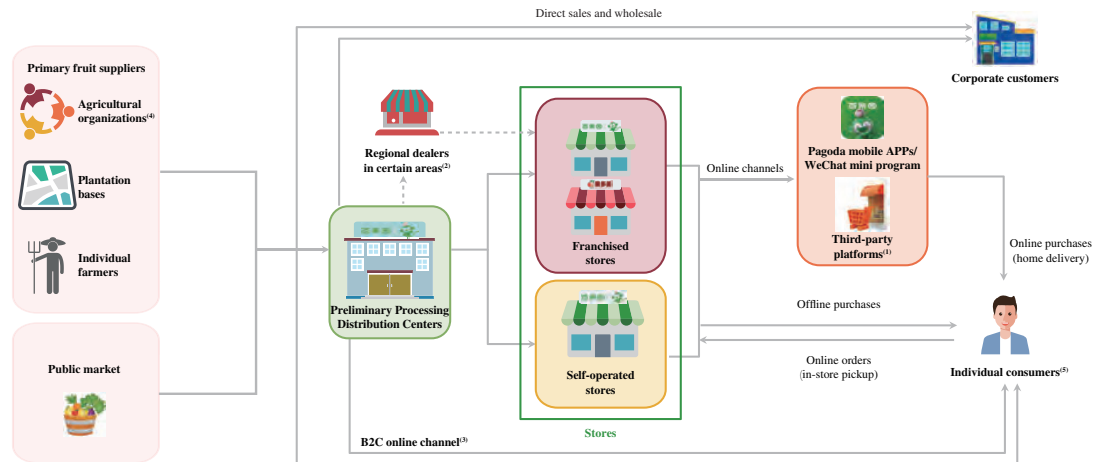 Direct sales and wholesale
Corporate customers
Primary fruit suppliers
Agricultural
organizations(4)
Plantation
bases
Individual
farmers
Public market
Regional dealers
in certain areas(2)
Preliminary Processing
Distribution Centers
Franchised
stores
Self-operated
stores
Stores
Online channels
Pagoda mobile APPs/
WeChat mini program
Third-party
platforms(1)
Online purchases
(home delivery)
Offline purchases
Online orders
(in-store pickup)
Individual consumers(5)
B2C online channel(3)